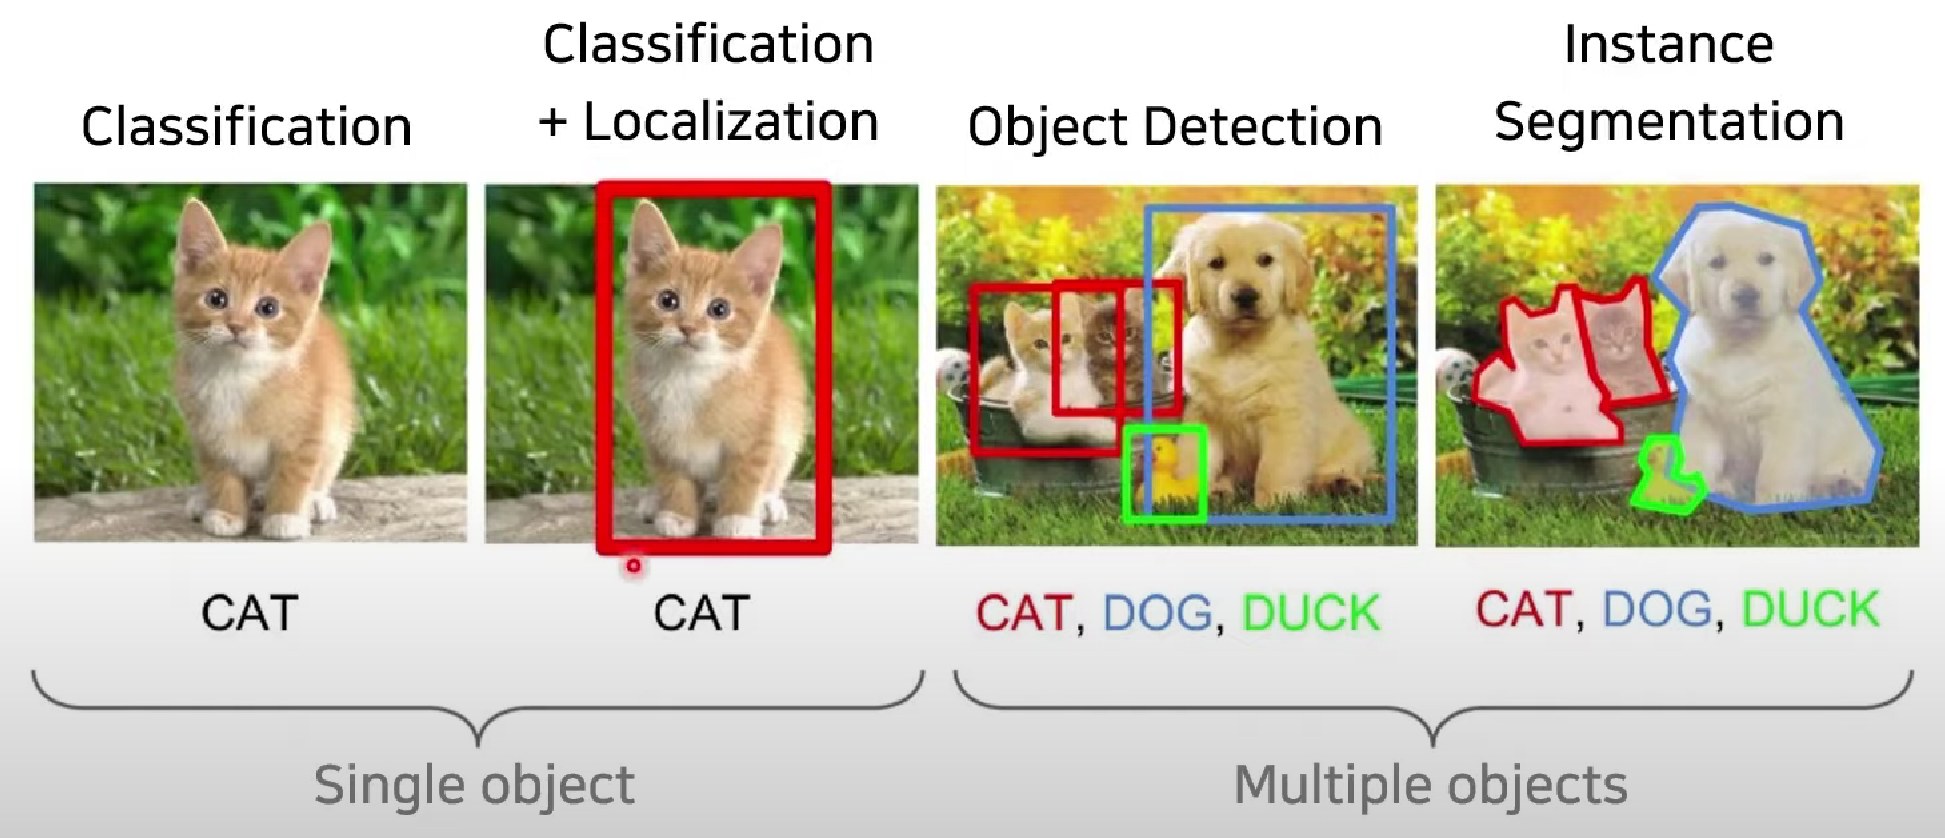 Classification
Classification
+ Localization
Object Detection
Instance
Segmentation
CAT
CAT
CAT, DOG, DUCK
CAT, DOG, DUCK
Single object
Multiple objects